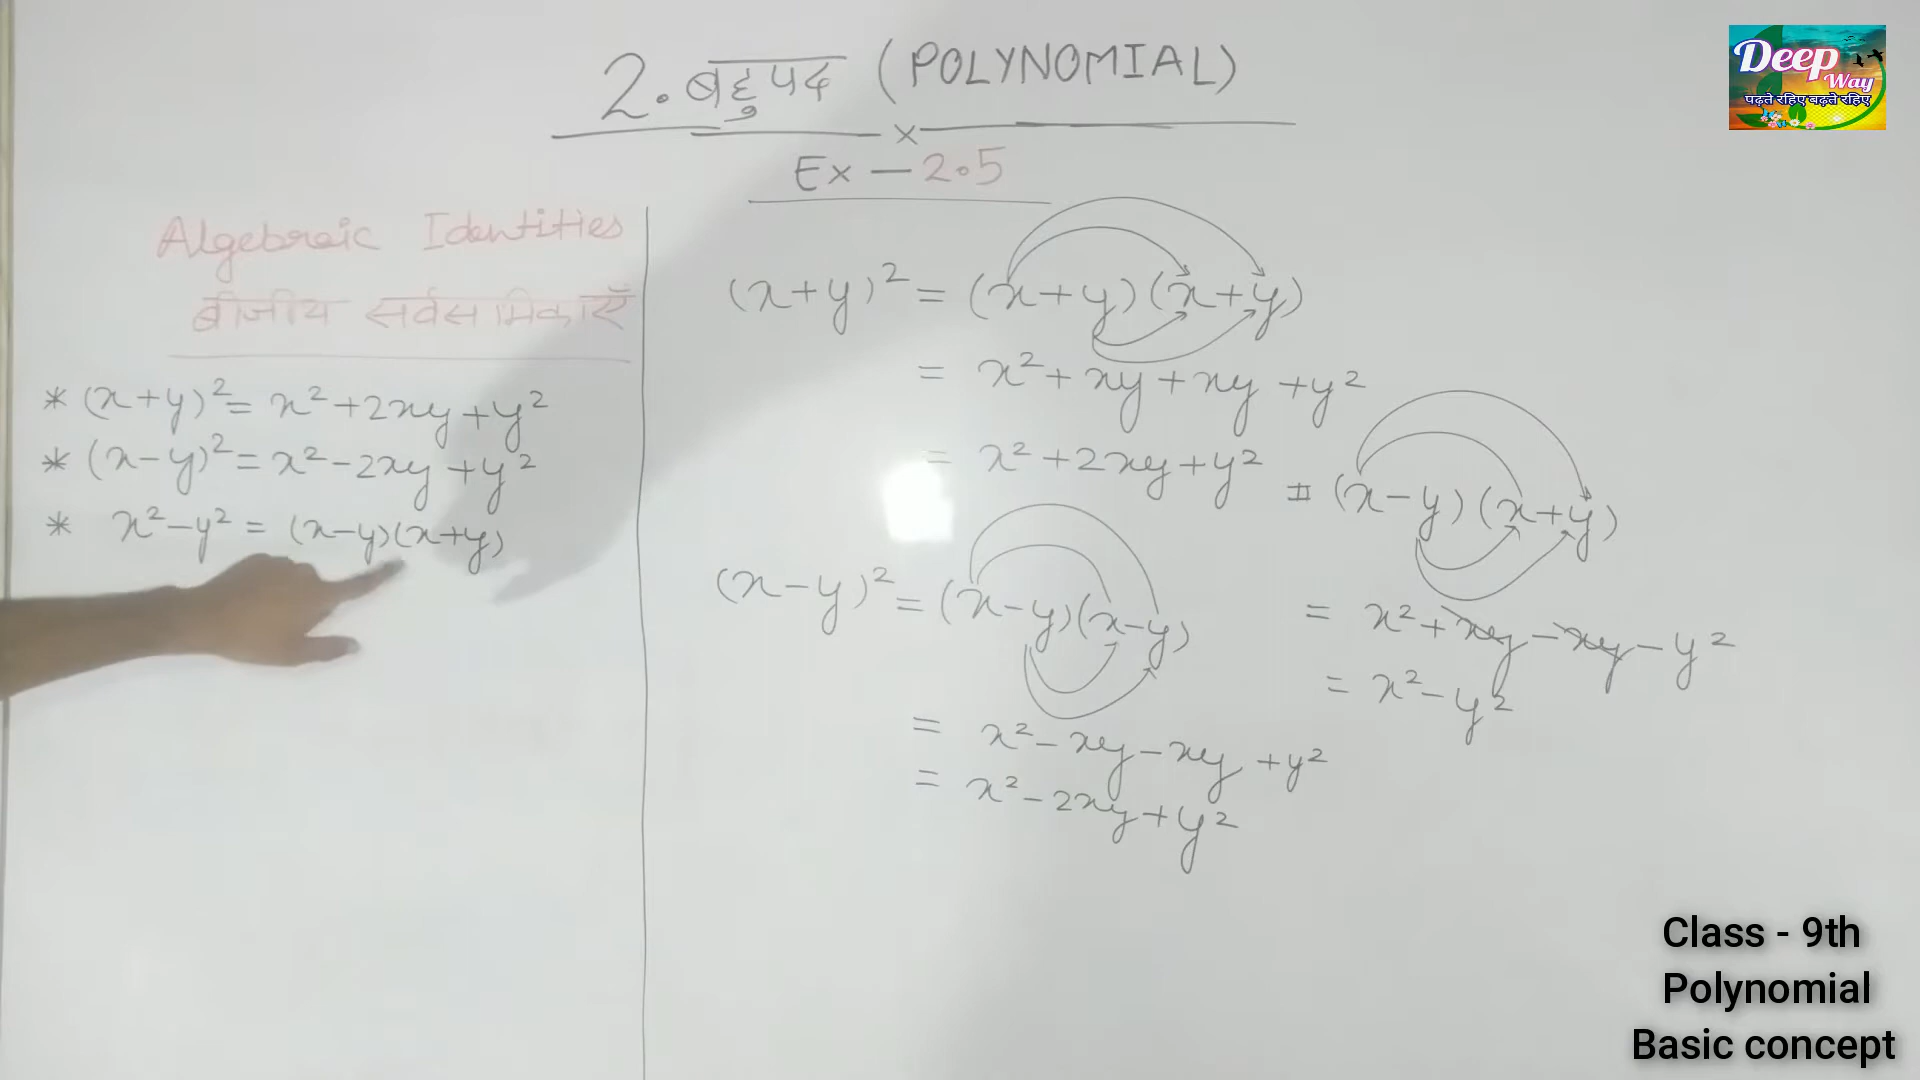 2. बहुपद (POLYNOMIAL)
×
Ex - 2.5
Deep
Way
पढ़ते रहिए बढ़ते रहिए
Algebraic Identities
बीजीय सर्वसमिकाएँ
* (x+y)² = x²+2xy+y²
* (x-y)² = x²-2xy+y²
* x²-y² = (x-y)(x+y)
(x+y)² = (x+y)(x+y)
= x²+xy+xy+y²
= x²+2xy+y²
(x-y)² = (x-y)(x-y)
= x²-xy-xy+y²
= x²-2xy+y²
# (x-y)(x+y)
= x²+xy-xy-y²
= x²-y²
Class - 9th
Polynomial
Basic concept